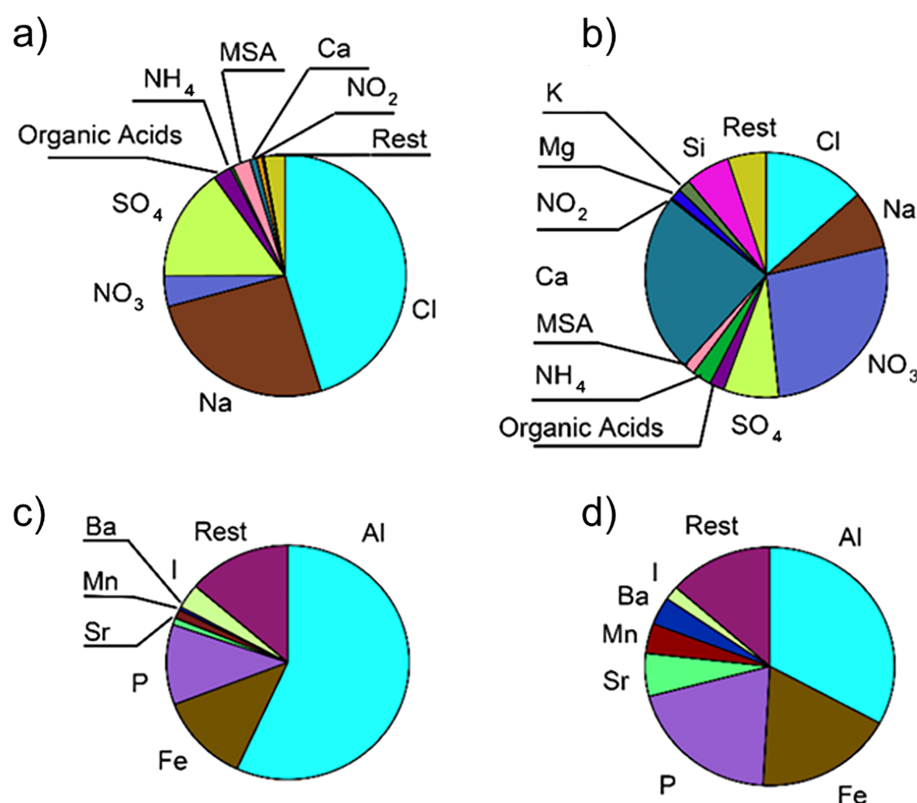 a)
MSA
Ca
NH4
NO2
Organic Acids
Rest
SO4
NO3
Cl
Na
b)
K
Rest
Si
Cl
Mg
NO2
Na
Ca
MSA
NO3
NH4
Organic Acids
SO4
c)
Ba
Rest
Al
I
Mn
Sr
P
Fe
d)
Rest
Al
I
Ba
Mn
Sr
P
Fe